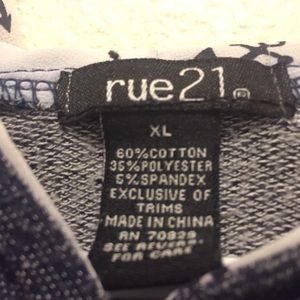 rue21®
XL
60%COTTON
35%POLYESTER
5%SPANDEX
EXCLUSIVE OF
TRIMS
MADE IN CHINA
RN 70829
SEE REVERSE
FOR CARE